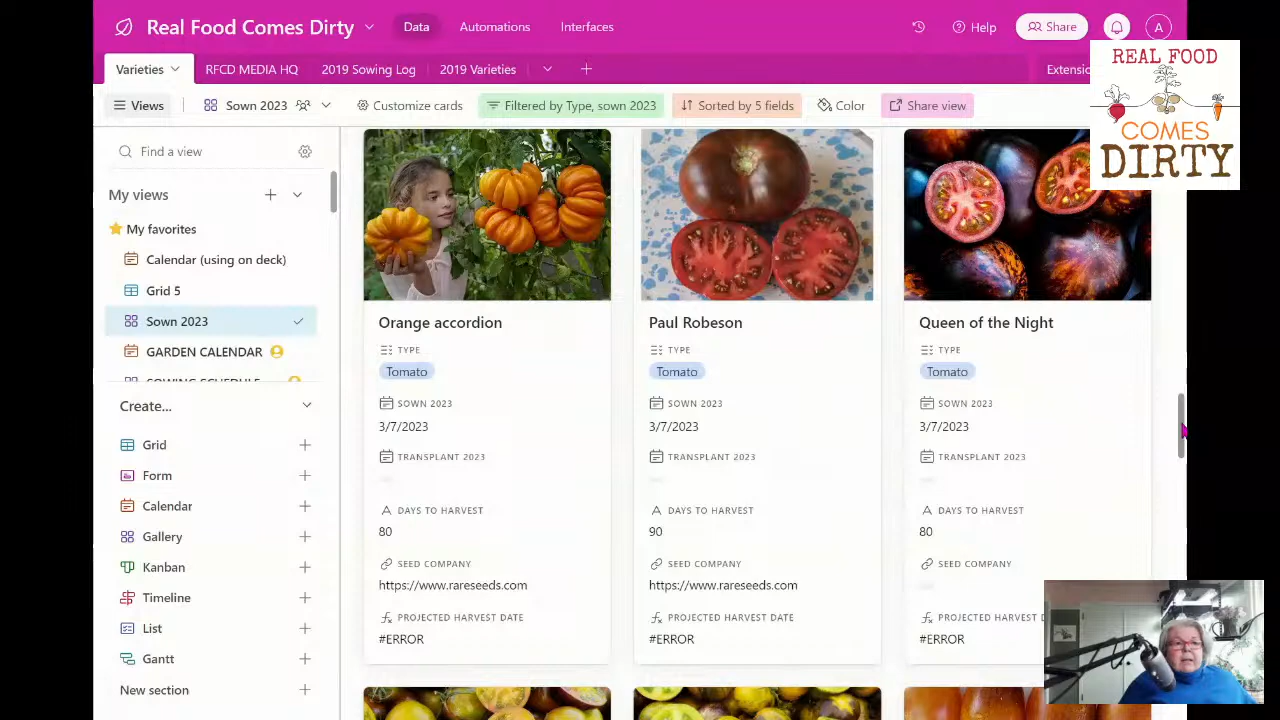 Real Food Comes Dirty
Data
Automations
Interfaces
Help
Share
A
Varieties
RFCD MEDIA HQ
2019 Sowing Log
2019 Varieties
Extensio
REAL FOOD
COMES
DIRTY
Views
Sown 2023
Customize cards
Filtered by Type, sown 2023
Sorted by 5 fields
Color
Share view
Find a view
My views
My favorites
Calendar (using on deck)
Grid 5
Sown 2023
GARDEN CALENDAR
SOWING SCHEDULE
Create...
Grid
Form
Calendar
Gallery
Kanban
Timeline
List
Gantt
New section
Orange accordion
TYPE
Tomato
SOWN 2023
3/7/2023
TRANSPLANT 2023
DAYS TO HARVEST
80
SEED COMPANY
https://www.rareseeds.com
PROJECTED HARVEST DATE
#ERROR
Paul Robeson
TYPE
Tomato
SOWN 2023
3/7/2023
TRANSPLANT 2023
DAYS TO HARVEST
90
SEED COMPANY
https://www.rareseeds.com
PROJECTED HARVEST DATE
#ERROR
Queen of the Night
TYPE
Tomato
SOWN 2023
3/7/2023
TRANSPLANT 2023
DAYS TO HARVEST
80
SEED COMPANY
PROJECTED HARVEST D
#ERROR